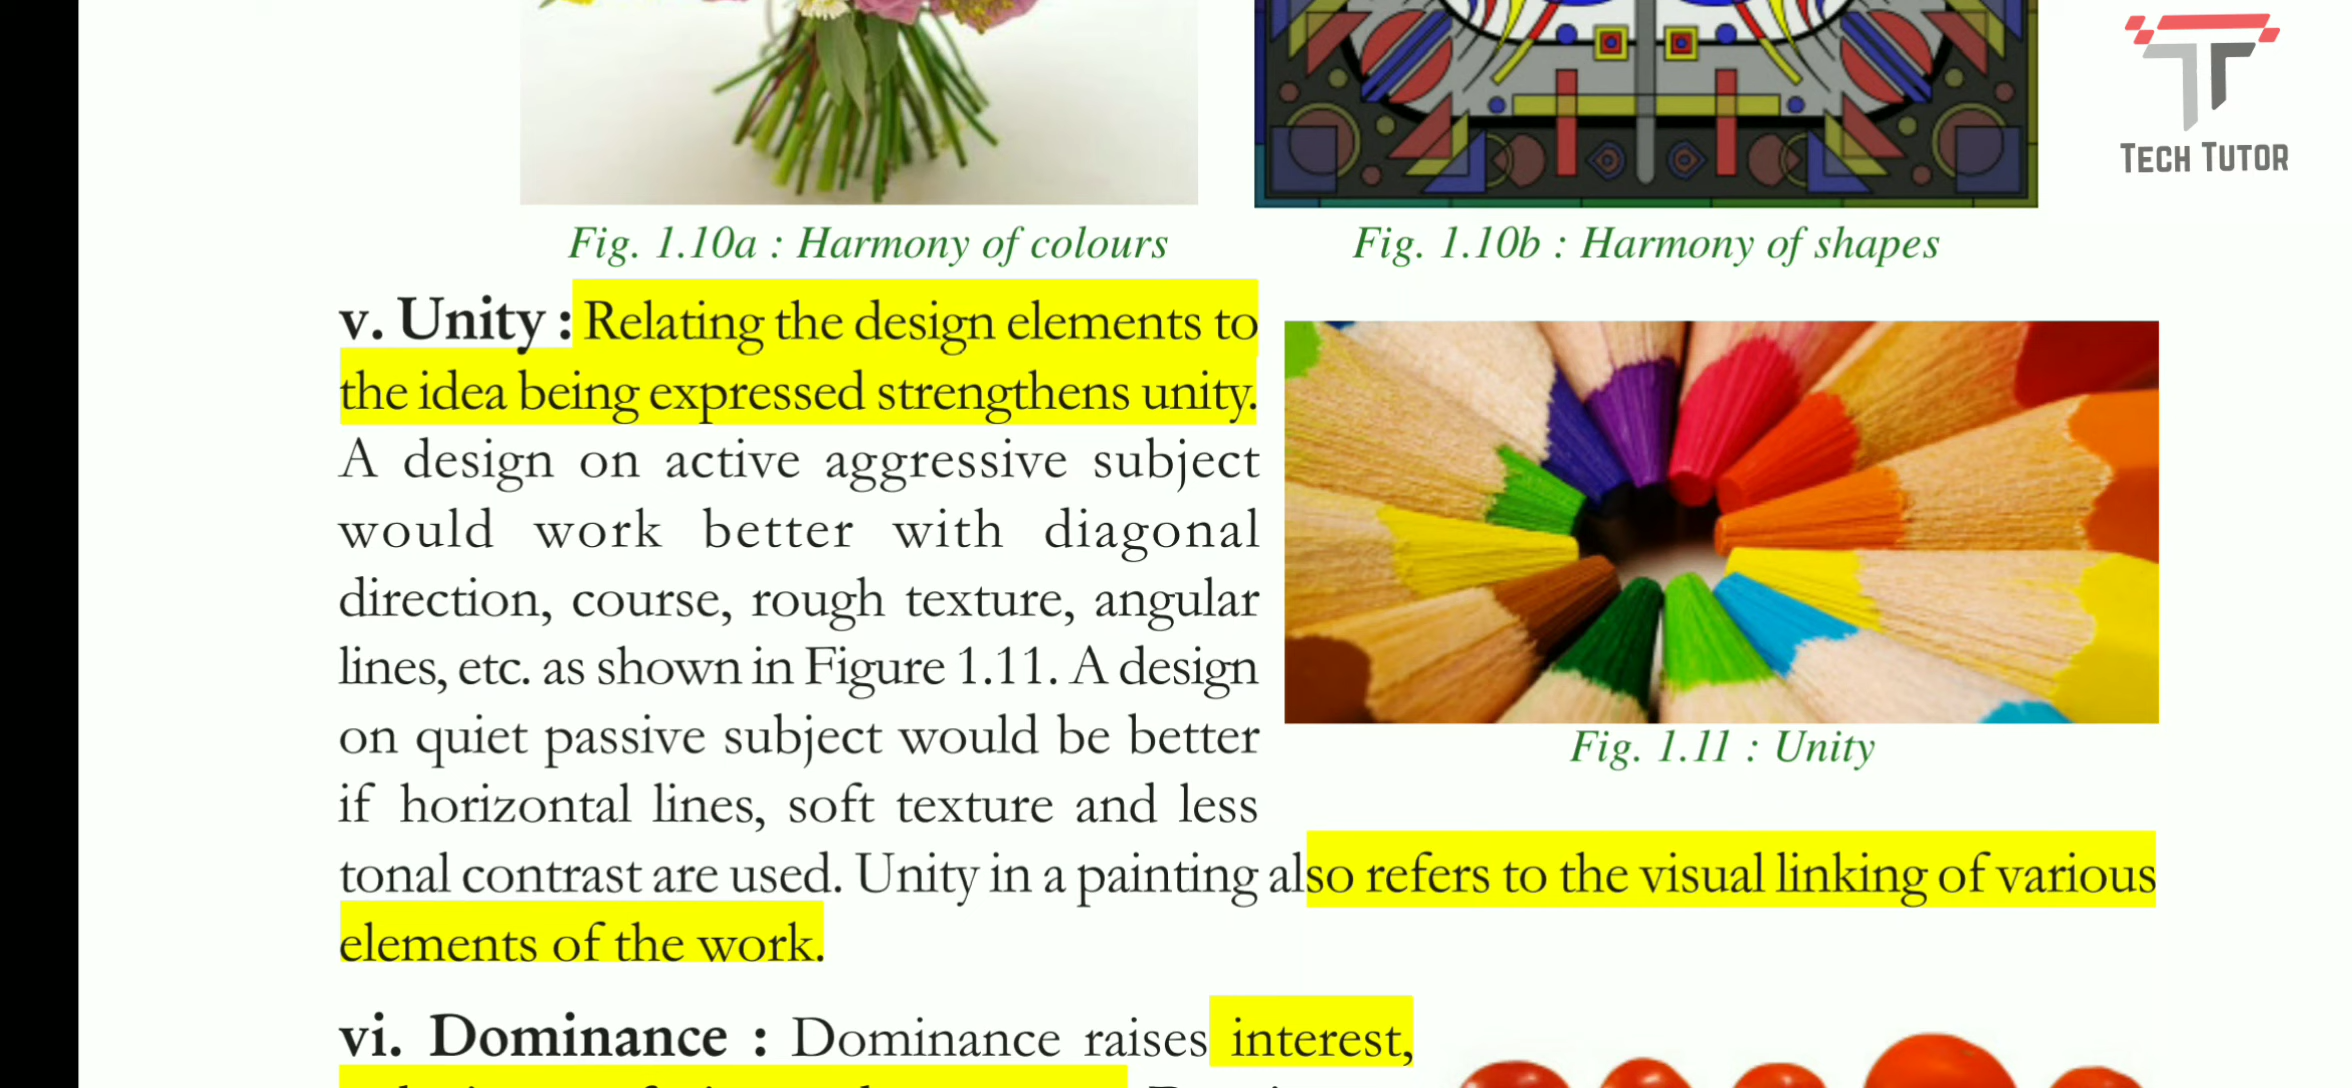 TECH TUTOR
Fig. 1.10a : Harmony of colours
Fig. 1.10b : Harmony of shapes
v. Unity : Relating the design elements to
the idea being expressed strengthens unity.
A design on active aggressive subject
would work better with diagonal
direction, course, rough texture, angular
lines, etc. as shown in Figure 1.11. A design
on quiet passive subject would be better
if horizontal lines, soft texture and less
Fig. 1.11 : Unity
tonal contrast are used. Unity in a painting also refers to the visual linking of various
elements of the work.
vi. Dominance : Dominance raises interest,